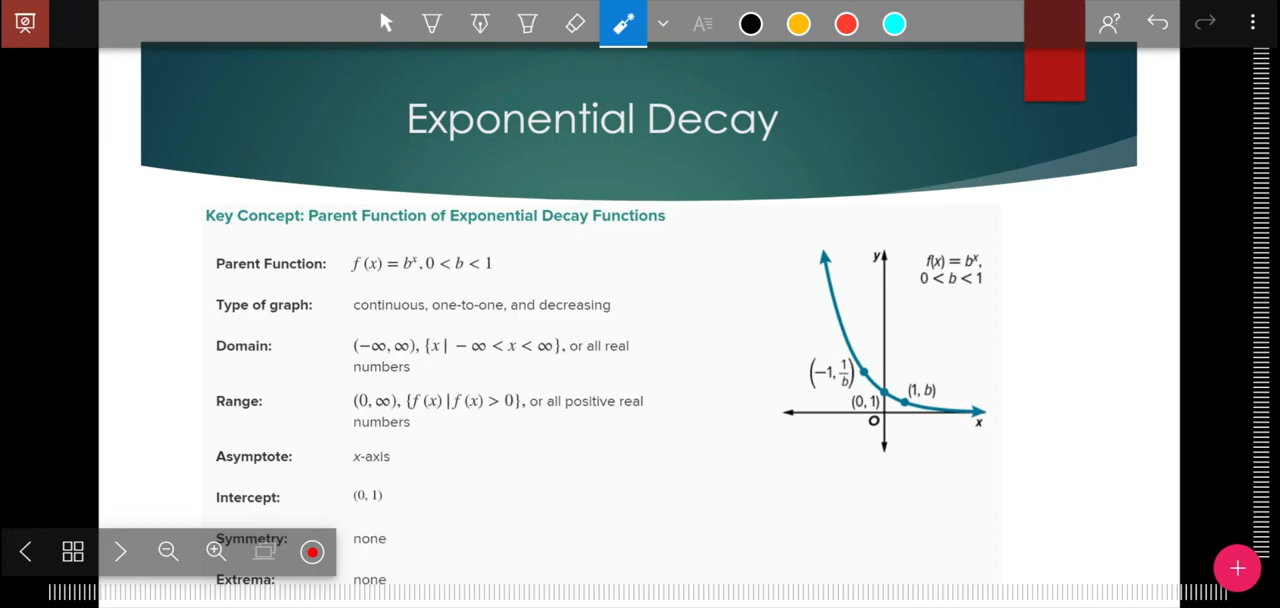 Exponential Decay
Key Concept: Parent Function of Exponential Decay Functions
Parent Function: f (x) = bˣ, 0 < b < 1
Type of graph: continuous, one-to-one, and decreasing
Domain: (−∞, ∞), {x | − ∞ < x < ∞}, or all real
numbers
Range: (0, ∞), {f (x) | f (x) > 0}, or all positive real
numbers
Asymptote: x-axis
Intercept: (0, 1)
Symmetry: none
Extrema: none
y
f(x) = bˣ,
0 < b < 1
(−1, 1/b)
(1, b)
(0, 1)
O
x